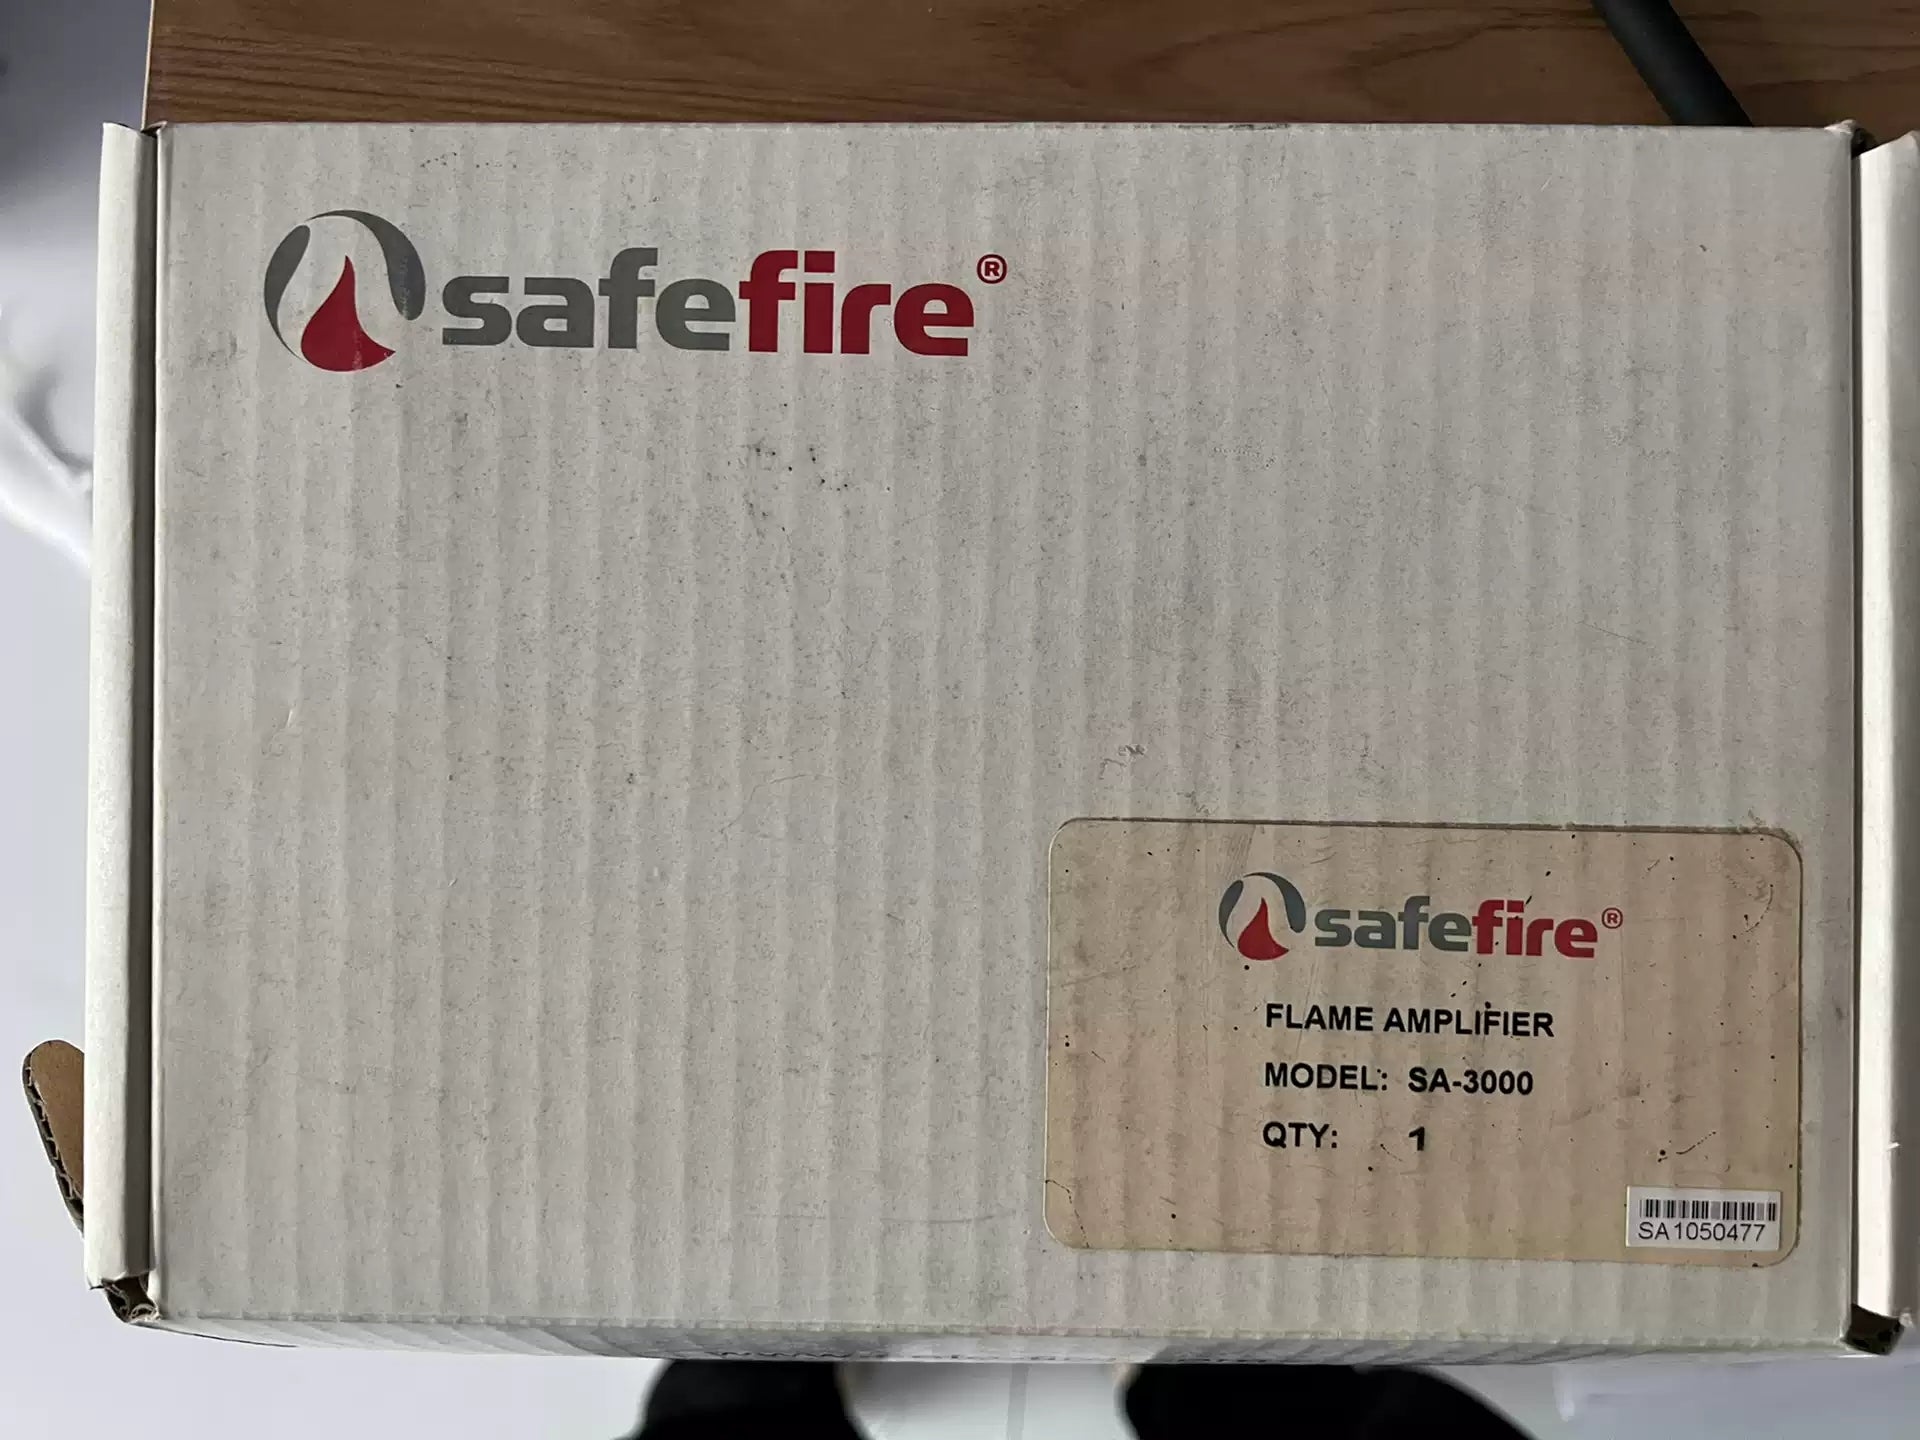 safefire®
safefire®
FLAME AMPLIFIER
MODEL: SA-3000
QTY: 1
SA1050477